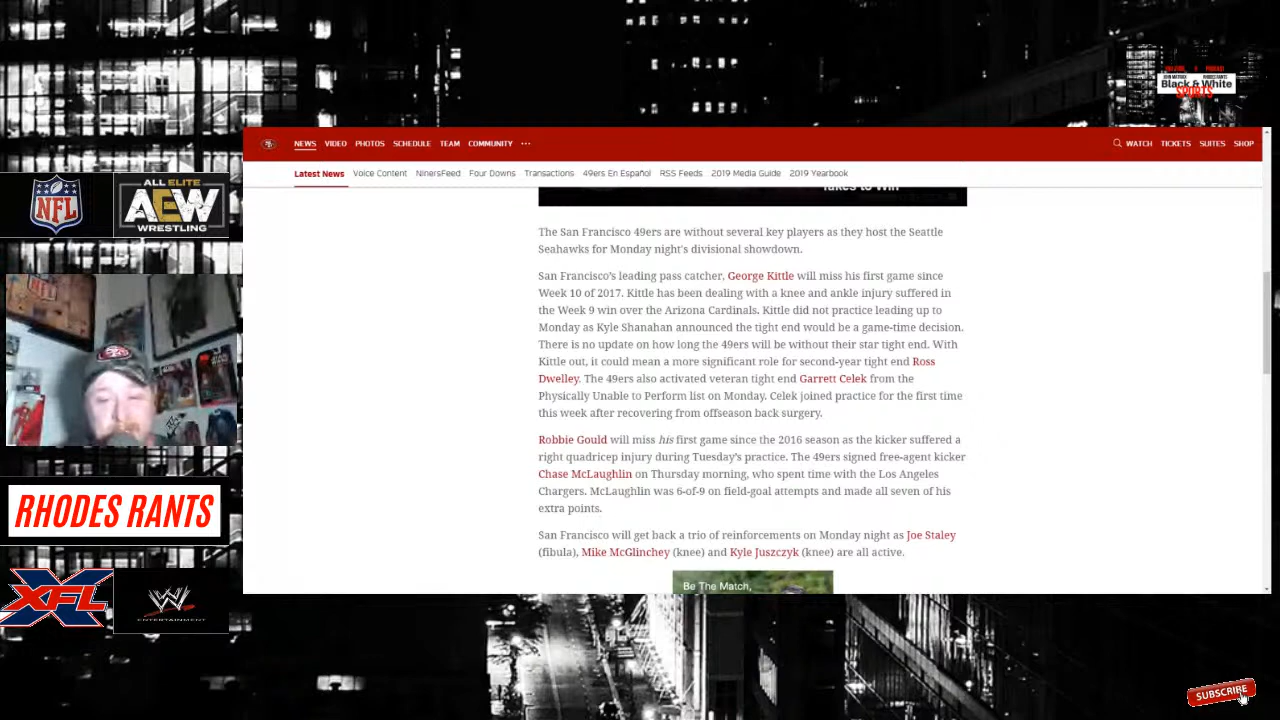 Black & White
SPORTS
NEWS VIDEO PHOTOS SCHEDULE TEAM COMMUNITY ••• WATCH TICKETS SUITES SHOP
Latest News Voice Content NinersFeed Four Downs Transactions 49ers En Español RSS Feeds 2019 Media Guide 2019 Yearbook
Takes to Win
NFL
ALL ELITE
AEW
WRESTLING
The San Francisco 49ers are without several key players as they host the Seattle
Seahawks for Monday night's divisional showdown.
San Francisco's leading pass catcher, George Kittle will miss his first game since
Week 10 of 2017. Kittle has been dealing with a knee and ankle injury suffered in
the Week 9 win over the Arizona Cardinals. Kittle did not practice leading up to
Monday as Kyle Shanahan announced the tight end would be a game-time decision.
There is no update on how long the 49ers will be without their star tight end. With
Kittle out, it could mean a more significant role for second-year tight end Ross
Dwelley. The 49ers also activated veteran tight end Garrett Celek from the
Physically Unable to Perform list on Monday. Celek joined practice for the first time
this week after recovering from offseason back surgery.
Robbie Gould will miss his first game since the 2016 season as the kicker suffered a
right quadricep injury during Tuesday's practice. The 49ers signed free-agent kicker
Chase McLaughlin on Thursday morning, who spent time with the Los Angeles
Chargers. McLaughlin was 6-of-9 on field-goal attempts and made all seven of his
extra points.
San Francisco will get back a trio of reinforcements on Monday night as Joe Staley
(fibula), Mike McGlinchey (knee) and Kyle Juszczyk (knee) are all active.
Be The Match,
RHODES RANTS
XFL
W
ENTERTAINMENT
SUBSCRIBE